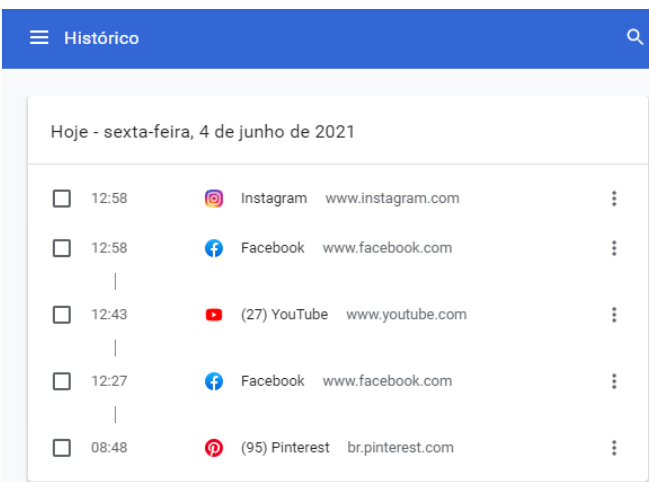 Histórico
Hoje - sexta-feira, 4 de junho de 2021
12:58 Instagram www.instagram.com
12:58 Facebook www.facebook.com
12:43 (27) YouTube www.youtube.com
12:27 Facebook www.facebook.com
08:48 (95) Pinterest br.pinterest.com